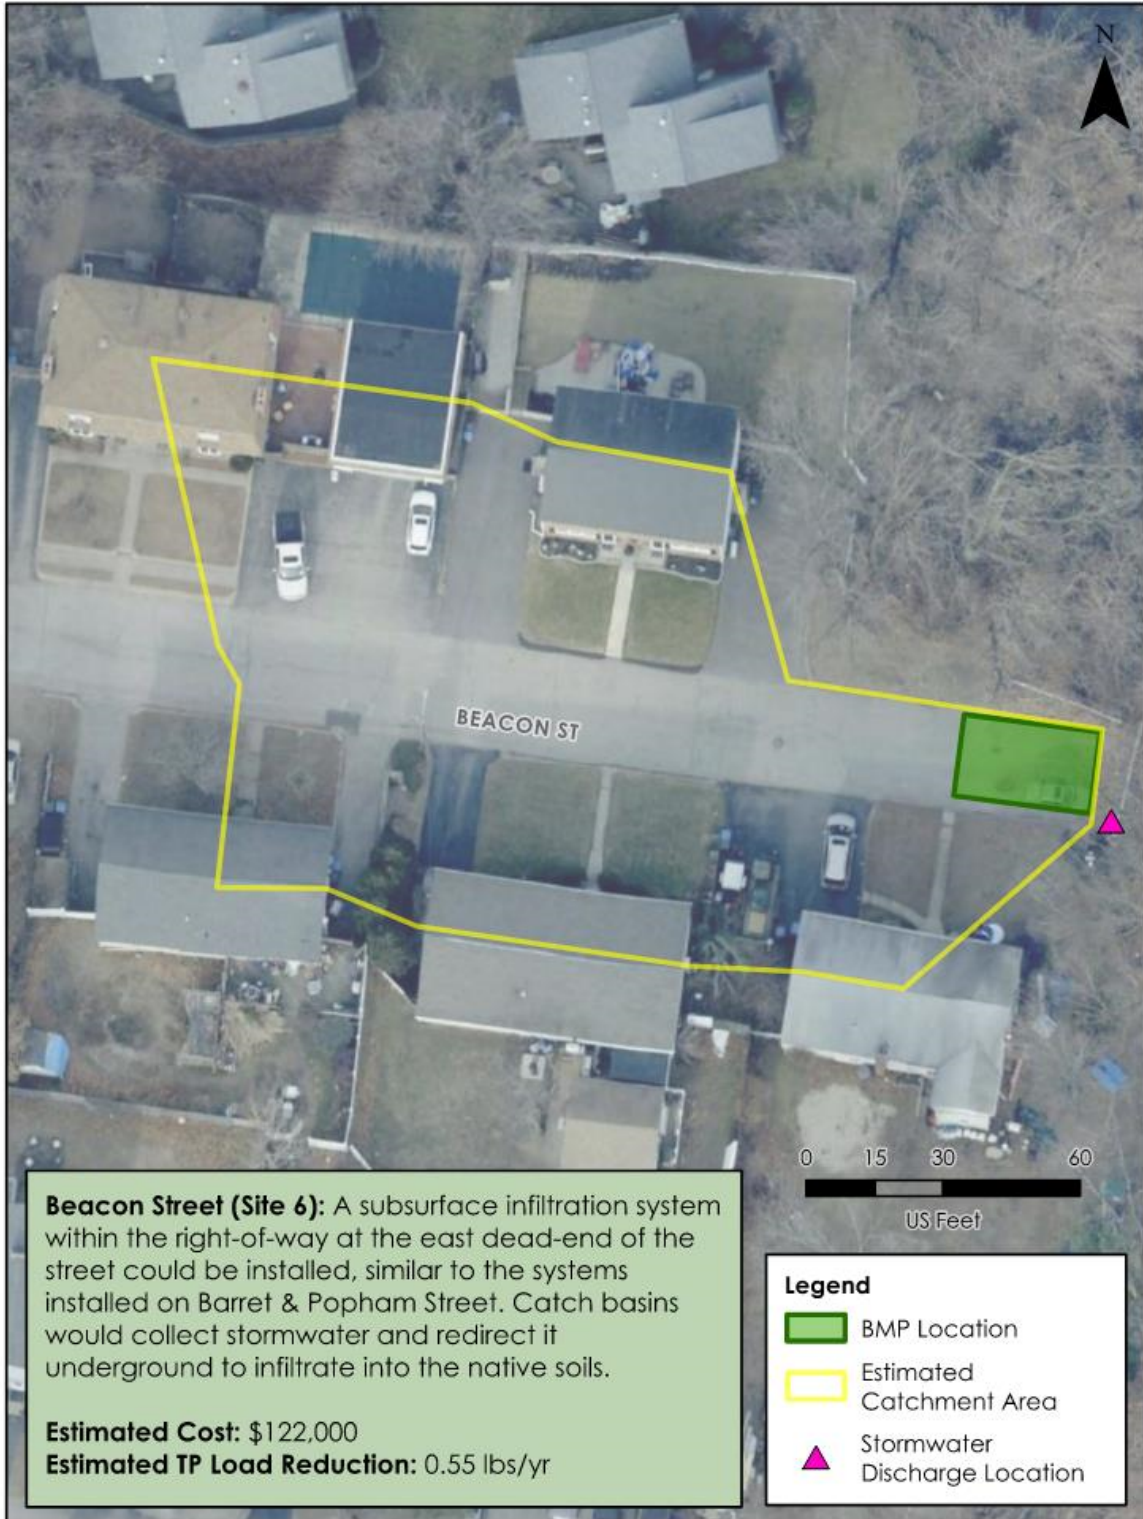 N
BEACON ST
0 15 30 60
US Feet
Beacon Street (Site 6): A subsurface infiltration system
within the right-of-way at the east dead-end of the
street could be installed, similar to the systems
installed on Barret & Popham Street. Catch basins
would collect stormwater and redirect it
underground to infiltrate into the native soils.
Estimated Cost: $122,000
Estimated TP Load Reduction: 0.55 lbs/yr
Legend
BMP Location
Estimated
Catchment Area
Stormwater
Discharge Location